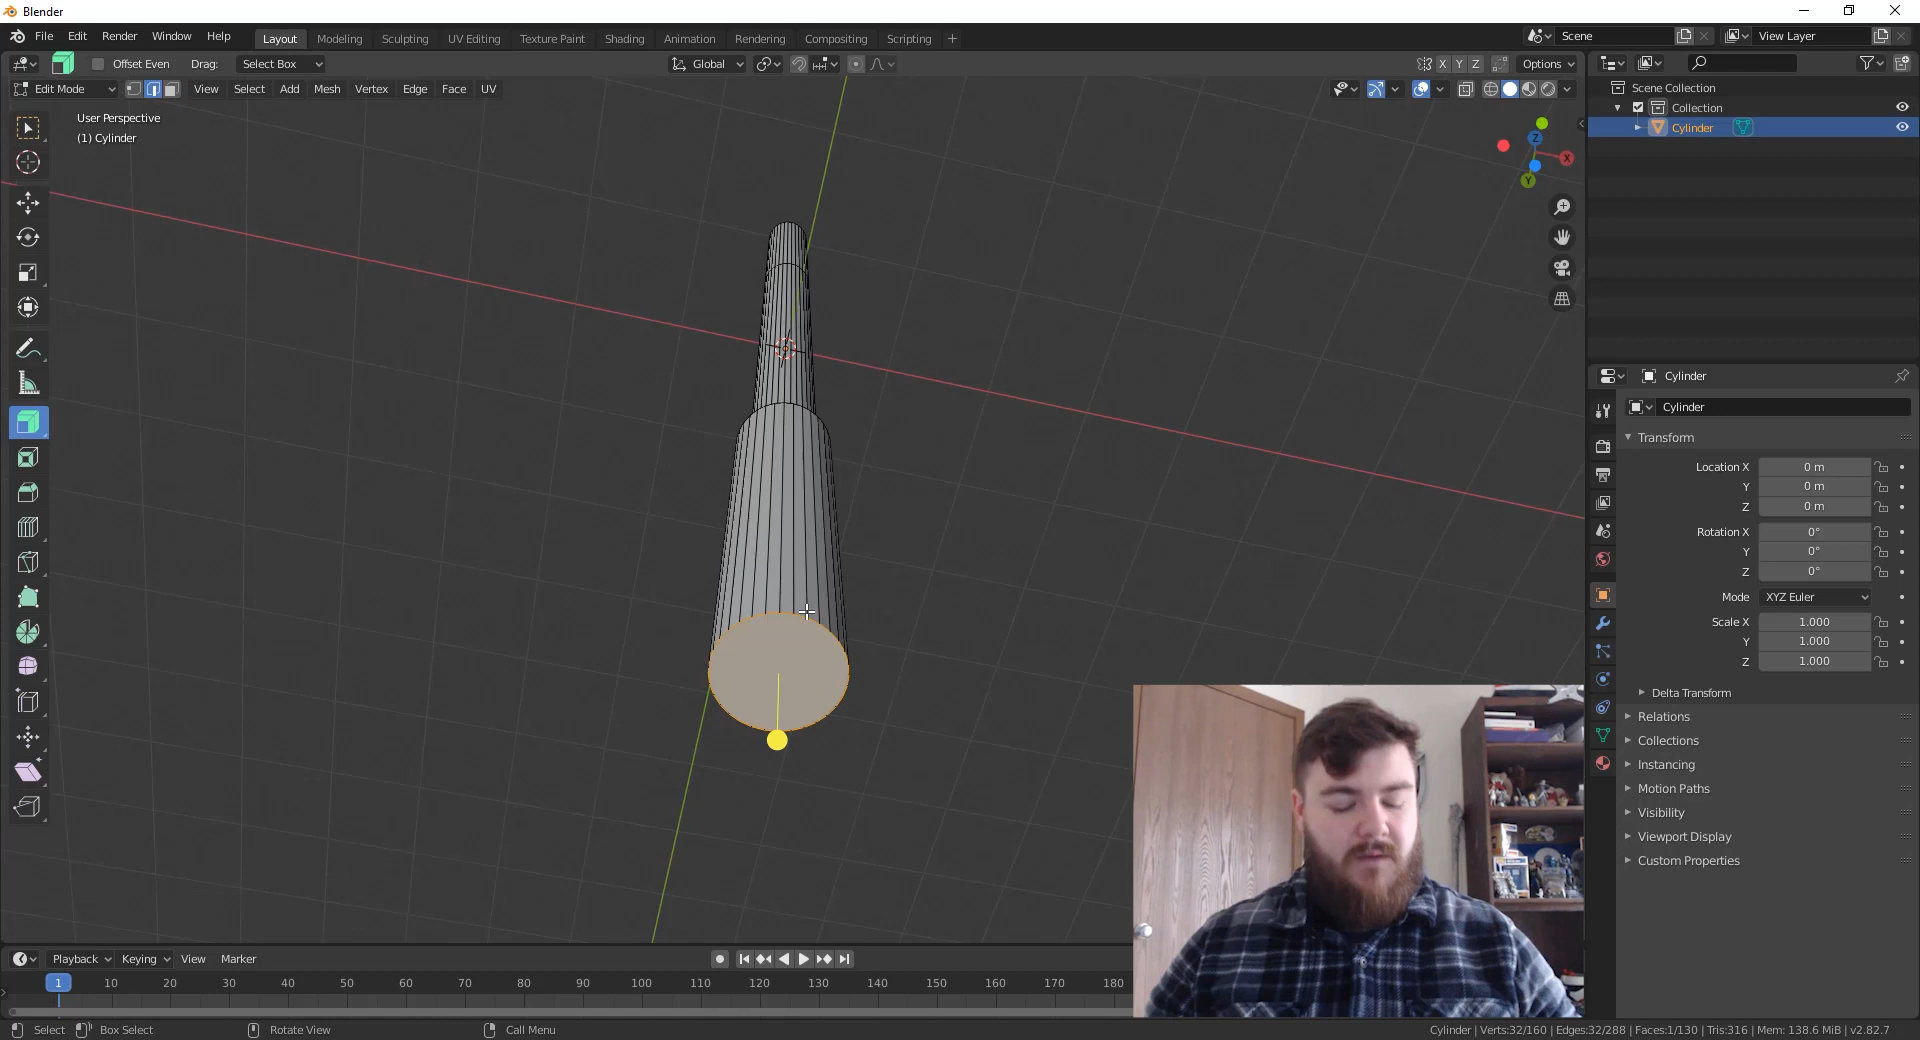 Blender
File Edit Render Window Help Layout Modeling Sculpting UV Editing Texture Paint Shading Animation Rendering Compositing Scripting + Scene View Layer
Offset Even Drag: Select Box Global X Y Z Options
Edit Mode View Select Add Mesh Vertex Edge Face UV
User Perspective
(1) Cylinder
Z
X
Y
Scene Collection
Collection
Cylinder
Cylinder
Cylinder
Transform
Location X 0 m
Y 0 m
Z 0 m
Rotation X 0°
Y 0°
Z 0°
Mode XYZ Euler
Scale X 1.000
Y 1.000
Z 1.000
Delta Transform
Relations
Collections
Instancing
Motion Paths
Visibility
Viewport Display
Custom Properties
Playback Keying View Marker
1 10 20 30 40 50 60 70 80 90 100 110 120 130 140 150 160 170 180
Select Box Select Rotate View Call Menu
Cylinder | Verts:32/160 | Edges:32/288 | Faces:1/130 | Tris:316 | Mem: 138.6 MiB | v2.82.7